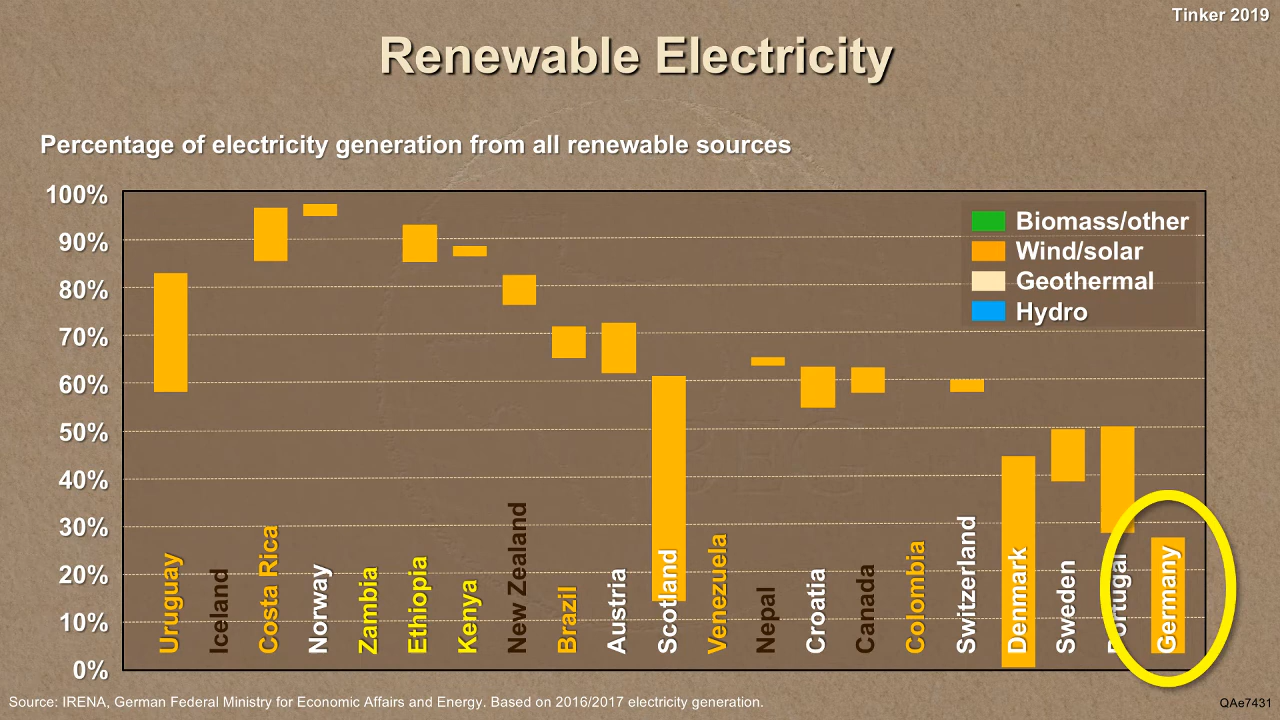 Tinker 2019
Renewable Electricity
Percentage of electricity generation from all renewable sources
100%
90%
80%
70%
60%
50%
40%
30%
20%
10%
0%
Biomass/other
Wind/solar
Geothermal
Hydro
Uruguay
Iceland
Costa Rica
Norway
Zambia
Ethiopia
Kenya
New Zealand
Brazil
Austria
Scotland
Venezuela
Nepal
Croatia
Canada
Colombia
Switzerland
Denmark
Sweden
Portugal
Germany
Source: IRENA, German Federal Ministry for Economic Affairs and Energy. Based on 2016/2017 electricity generation.
QAe7431